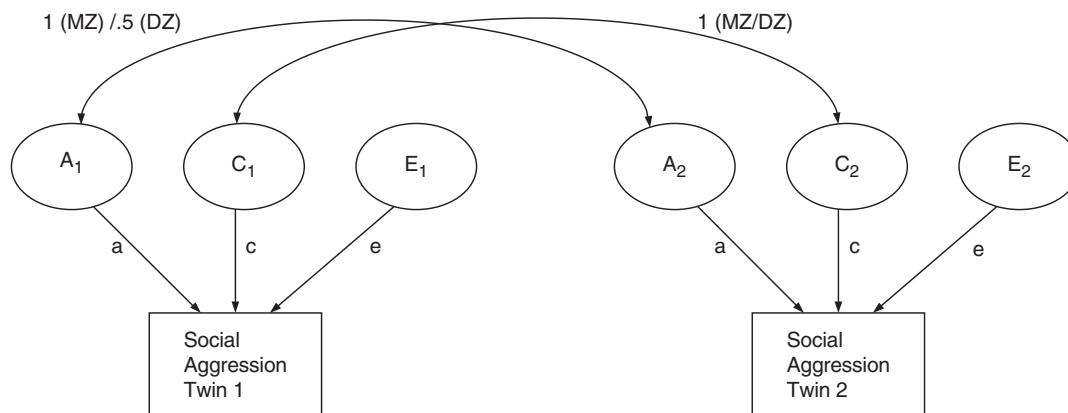 1 (MZ) /.5 (DZ)
1 (MZ/DZ)
A1
C1
E1
A2
C2
E2
a
c
e
a
c
e
Social
Aggression
Twin 1
Social
Aggression
Twin 2